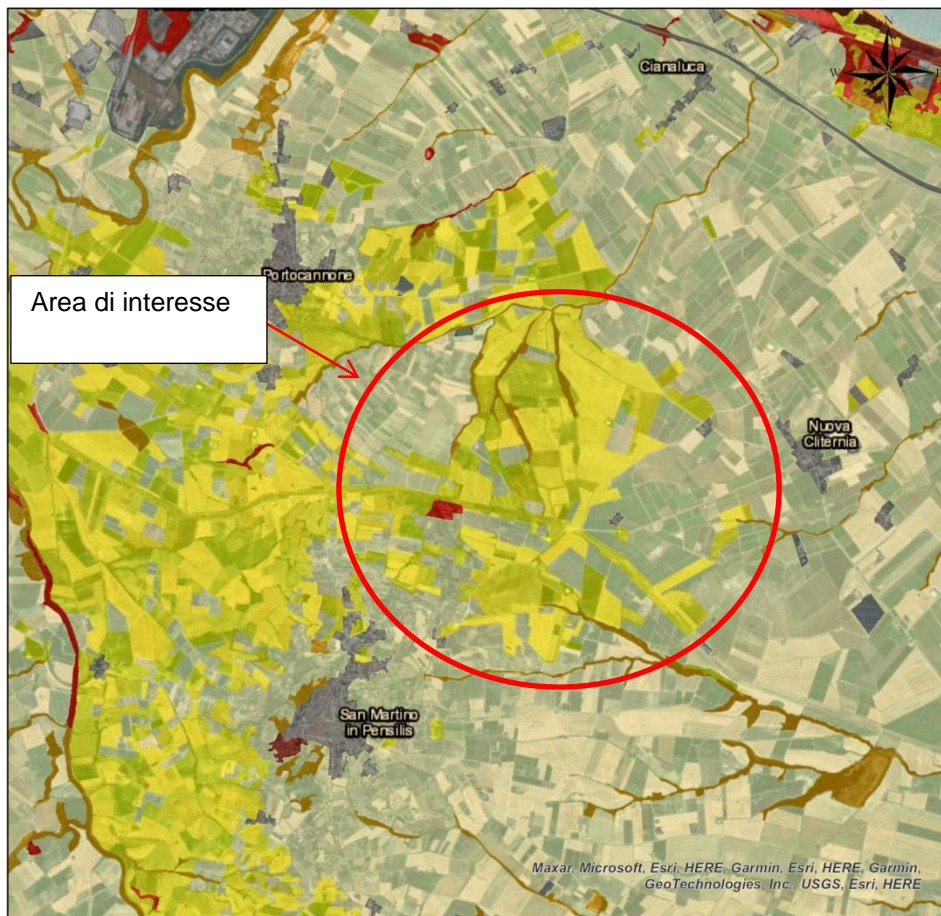 N
W
S
Cianaluca
Portocannone
Area di interesse
Nuova
Cliternia
San Martino
in Pensilis
Maxar, Microsoft, Esri, HERE, Garmin, Esri, HERE, Garmin,
GeoTechnologies, Inc., USGS, Esri, HERE